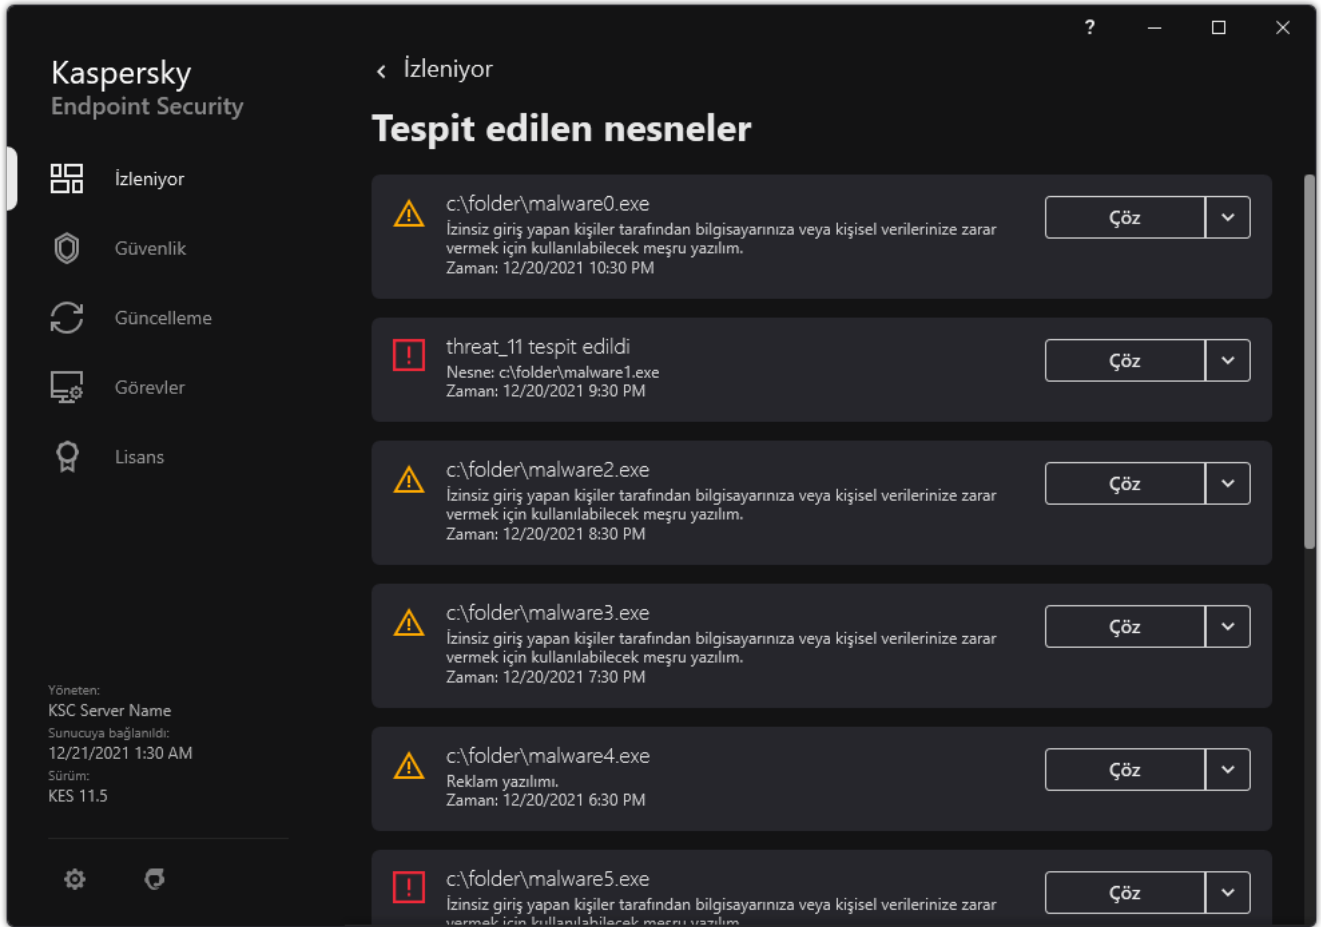 ?
Kaspersky
Endpoint Security
İzleniyor
Güvenlik
Güncelleme
Görevler
Lisans
Yöneten:
KSC Server Name
Sunucuya bağlanıldı:
12/21/2021 1:30 AM
Sürüm:
KES 11.5
İzleniyor
Tespit edilen nesneler
c:\folder\malware0.exe
İzinsiz giriş yapan kişiler tarafından bilgisayarınıza veya kişisel verilerinize zarar
vermek için kullanılabilecek meşru yazılım.
Zaman: 12/20/2021 10:30 PM
Çöz
threat_11 tespit edildi
Nesne: c:\folder\malware1.exe
Zaman: 12/20/2021 9:30 PM
Çöz
c:\folder\malware2.exe
İzinsiz giriş yapan kişiler tarafından bilgisayarınıza veya kişisel verilerinize zarar
vermek için kullanılabilecek meşru yazılım.
Zaman: 12/20/2021 8:30 PM
Çöz
c:\folder\malware3.exe
İzinsiz giriş yapan kişiler tarafından bilgisayarınıza veya kişisel verilerinize zarar
vermek için kullanılabilecek meşru yazılım.
Zaman: 12/20/2021 7:30 PM
Çöz
c:\folder\malware4.exe
Reklam yazılımı.
Zaman: 12/20/2021 6:30 PM
Çöz
c:\folder\malware5.exe
İzinsiz giriş yapan kişiler tarafından bilgisayarınıza veya kişisel verilerinize zarar
vermek için kullanılabilecek meşru yazılım.
Çöz